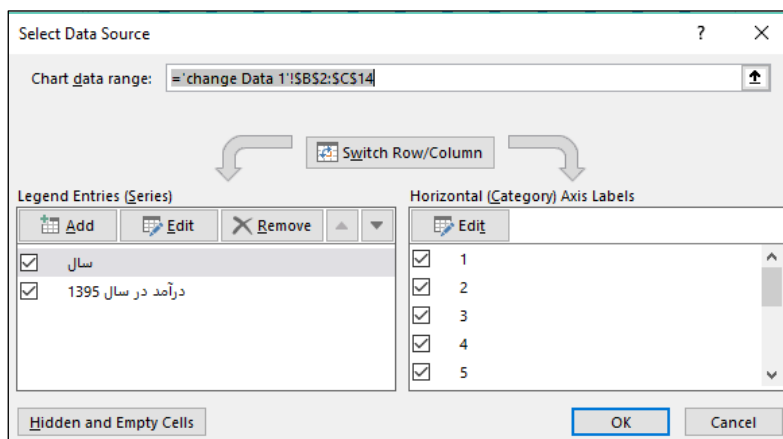 Select Data Source ? ×
Chart data range: ='change Data 1'!$B$2:$C$14
Switch Row/Column
Legend Entries (Series)
Add Edit Remove
سال
درآمد در سال 1395
Horizontal (Category) Axis Labels
Edit
1
2
3
4
5
Hidden and Empty Cells
OK Cancel